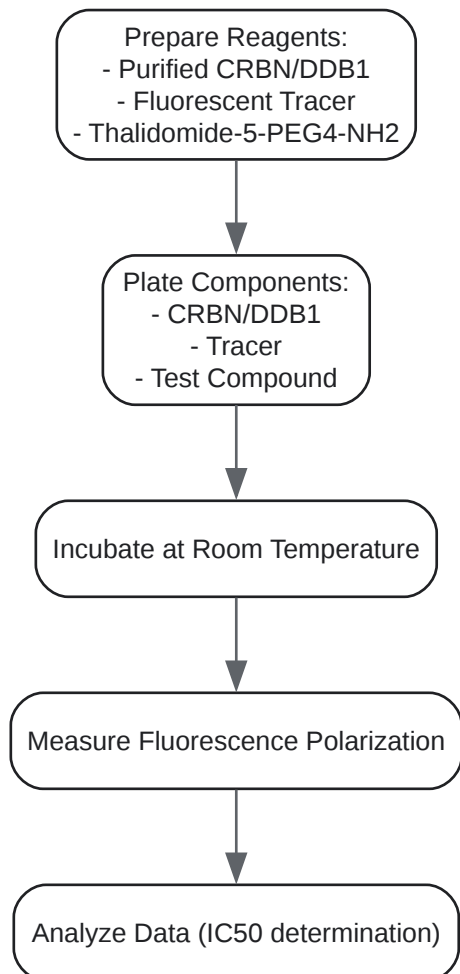 Prepare Reagents:
- Purified CRBN/DDB1
- Fluorescent Tracer
- Thalidomide-5-PEG4-NH2
Plate Components:
- CRBN/DDB1
- Tracer
- Test Compound
Incubate at Room Temperature
Measure Fluorescence Polarization
Analyze Data (IC50 determination)